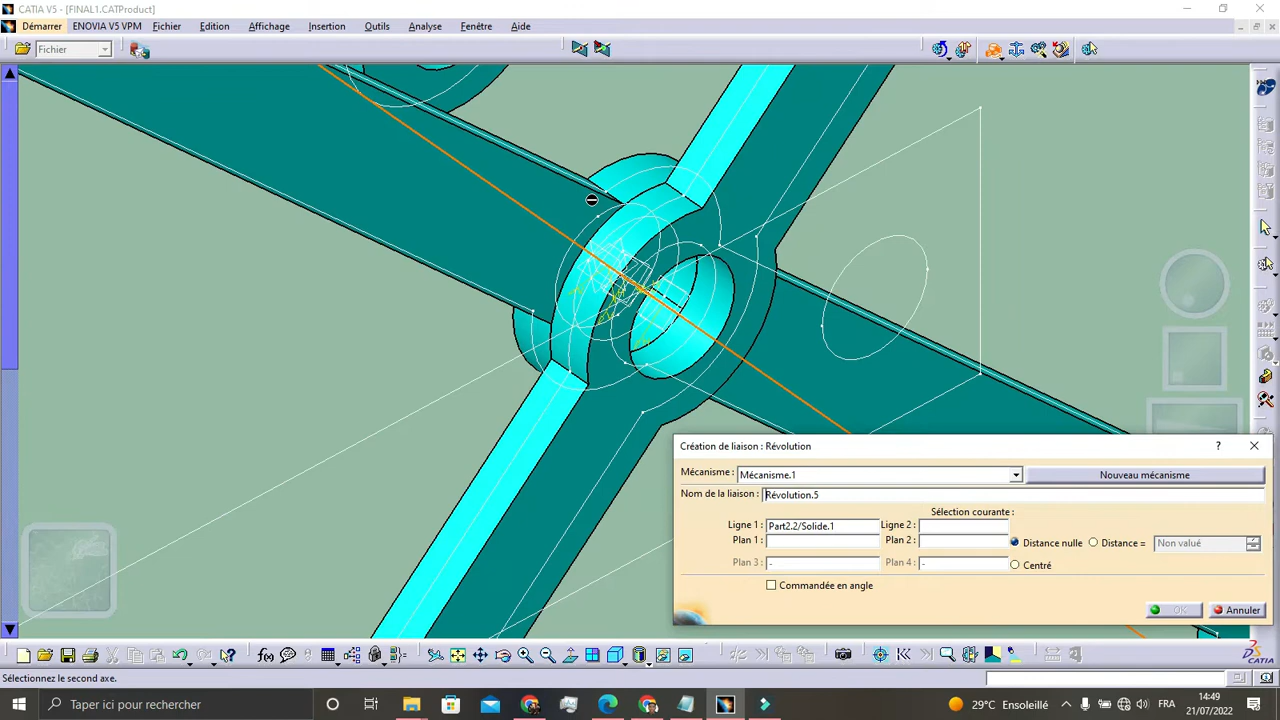 CATIA V5 - [FINAL1.CATProduct]
Démarrer ENOVIA V5 VPM Fichier Edition Affichage Insertion Outils Analyse Fenêtre Aide
Fichier
Création de liaison : Révolution
Mécanisme : Mécanisme.1 Nouveau mécanisme
Nom de la liaison : Révolution.5
Sélection courante :
Ligne 1 : Part2.2/Solide.1 Ligne 2 :
Plan 1 : Plan 2 : Distance nulle Distance = Non valué
Plan 3 : - Plan 4 : - Centré
Commandée en angle
OK Annuler
f(x)
Sélectionnez le second axe.
Taper ici pour rechercher
29°C Ensoleillé FRA 14:49
21/07/2022